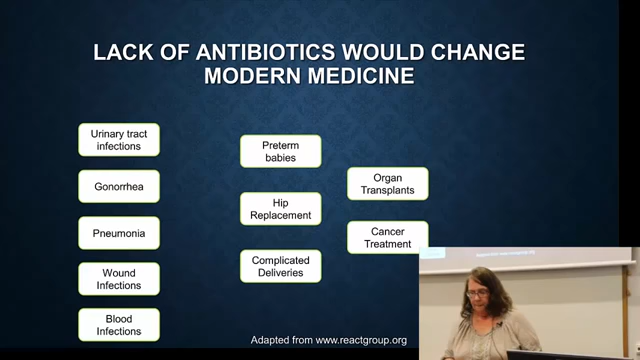 LACK OF ANTIBIOTICS WOULD CHANGE
MODERN MEDICINE
Urinary tract
infections
Gonorrhea
Pneumonia
Wound
Infections
Blood
Infections
Preterm
babies
Hip
Replacement
Complicated
Deliveries
Organ
Transplants
Cancer
Treatment
Adapted from www.reactgroup.org